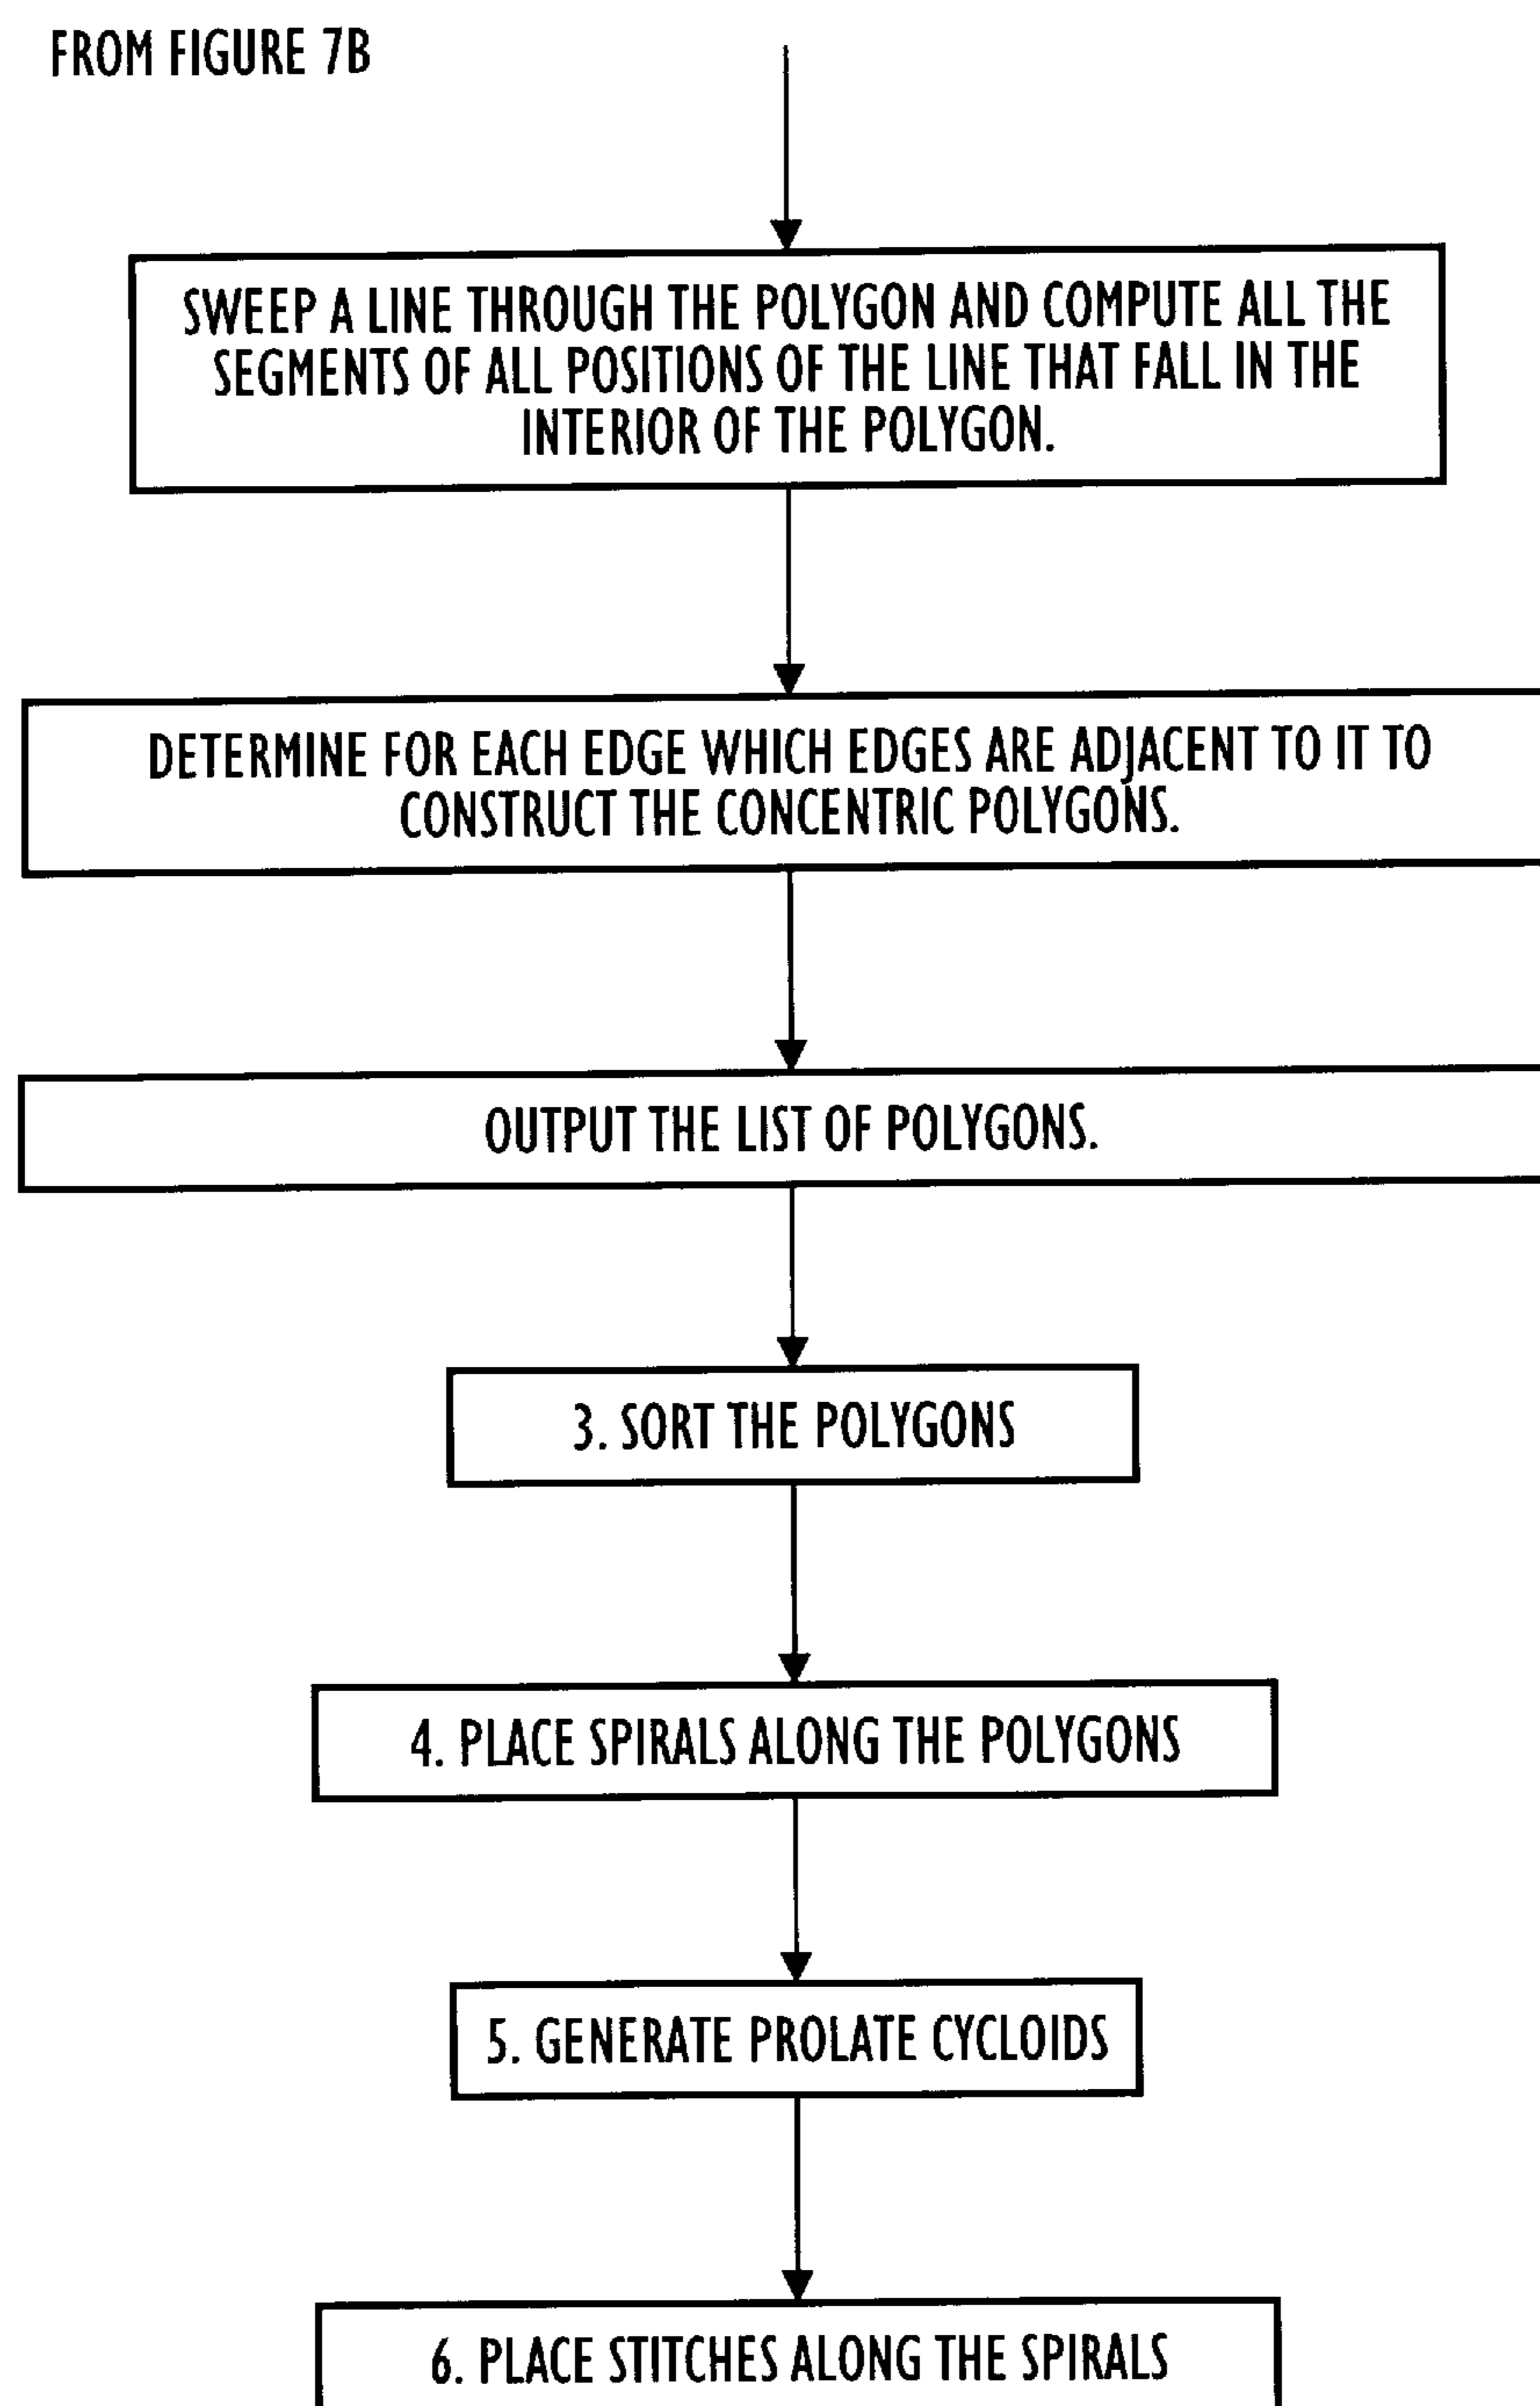 FROM FIGURE 7B
SWEEP A LINE THROUGH THE POLYGON AND COMPUTE ALL THE
SEGMENTS OF ALL POSITIONS OF THE LINE THAT FALL IN THE
INTERIOR OF THE POLYGON.
DETERMINE FOR EACH EDGE WHICH EDGES ARE ADJACENT TO IT TO
CONSTRUCT THE CONCENTRIC POLYGONS.
OUTPUT THE LIST OF POLYGONS.
3. SORT THE POLYGONS
4. PLACE SPIRALS ALONG THE POLYGONS
5. GENERATE PROLATE CYCLOIDS
6. PLACE STITCHES ALONG THE SPIRALS